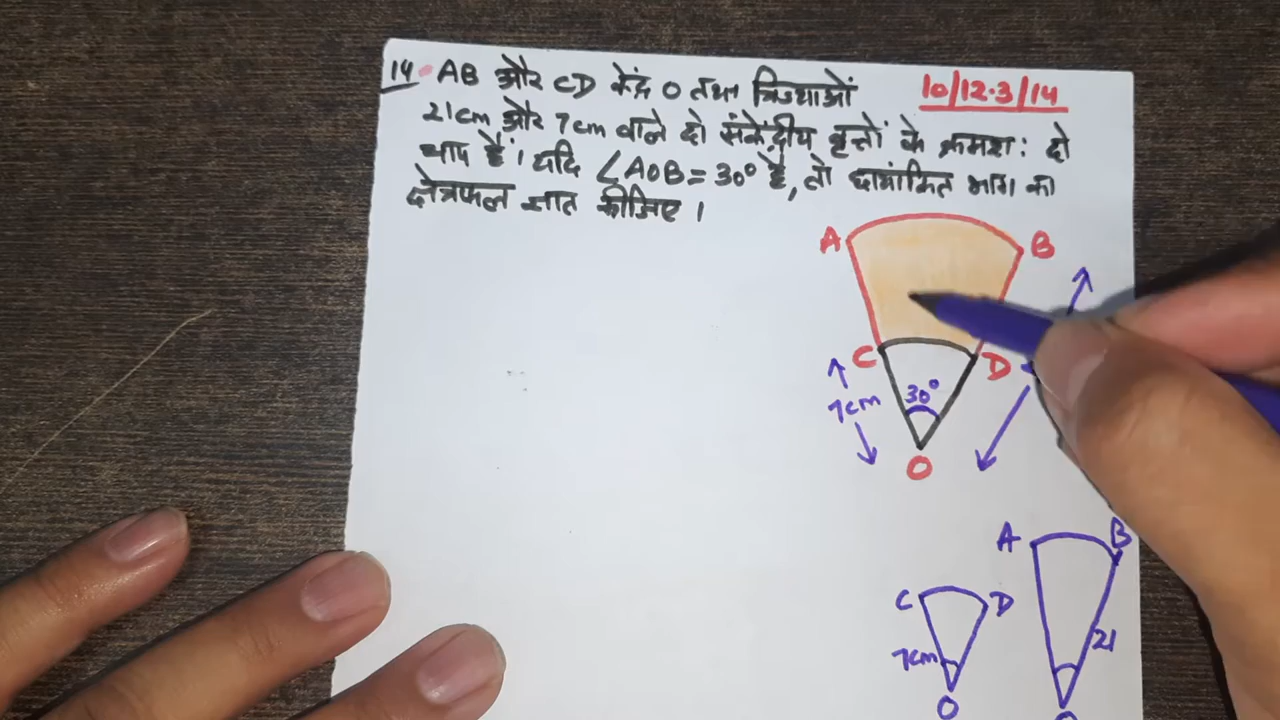 14. AB और CD केंद्र O तथा त्रिज्याओं
10/12.3/14
21cm और 7cm वाले दो संकेंद्रीय वृत्तों के क्रमशः दो
चाप हैं। यदि ∠AOB = 30° है, तो छायांकित भाग का
क्षेत्रफल ज्ञात कीजिए।
A
B
C
D
7cm
30°
O
A
B
C
D
7cm
21
O